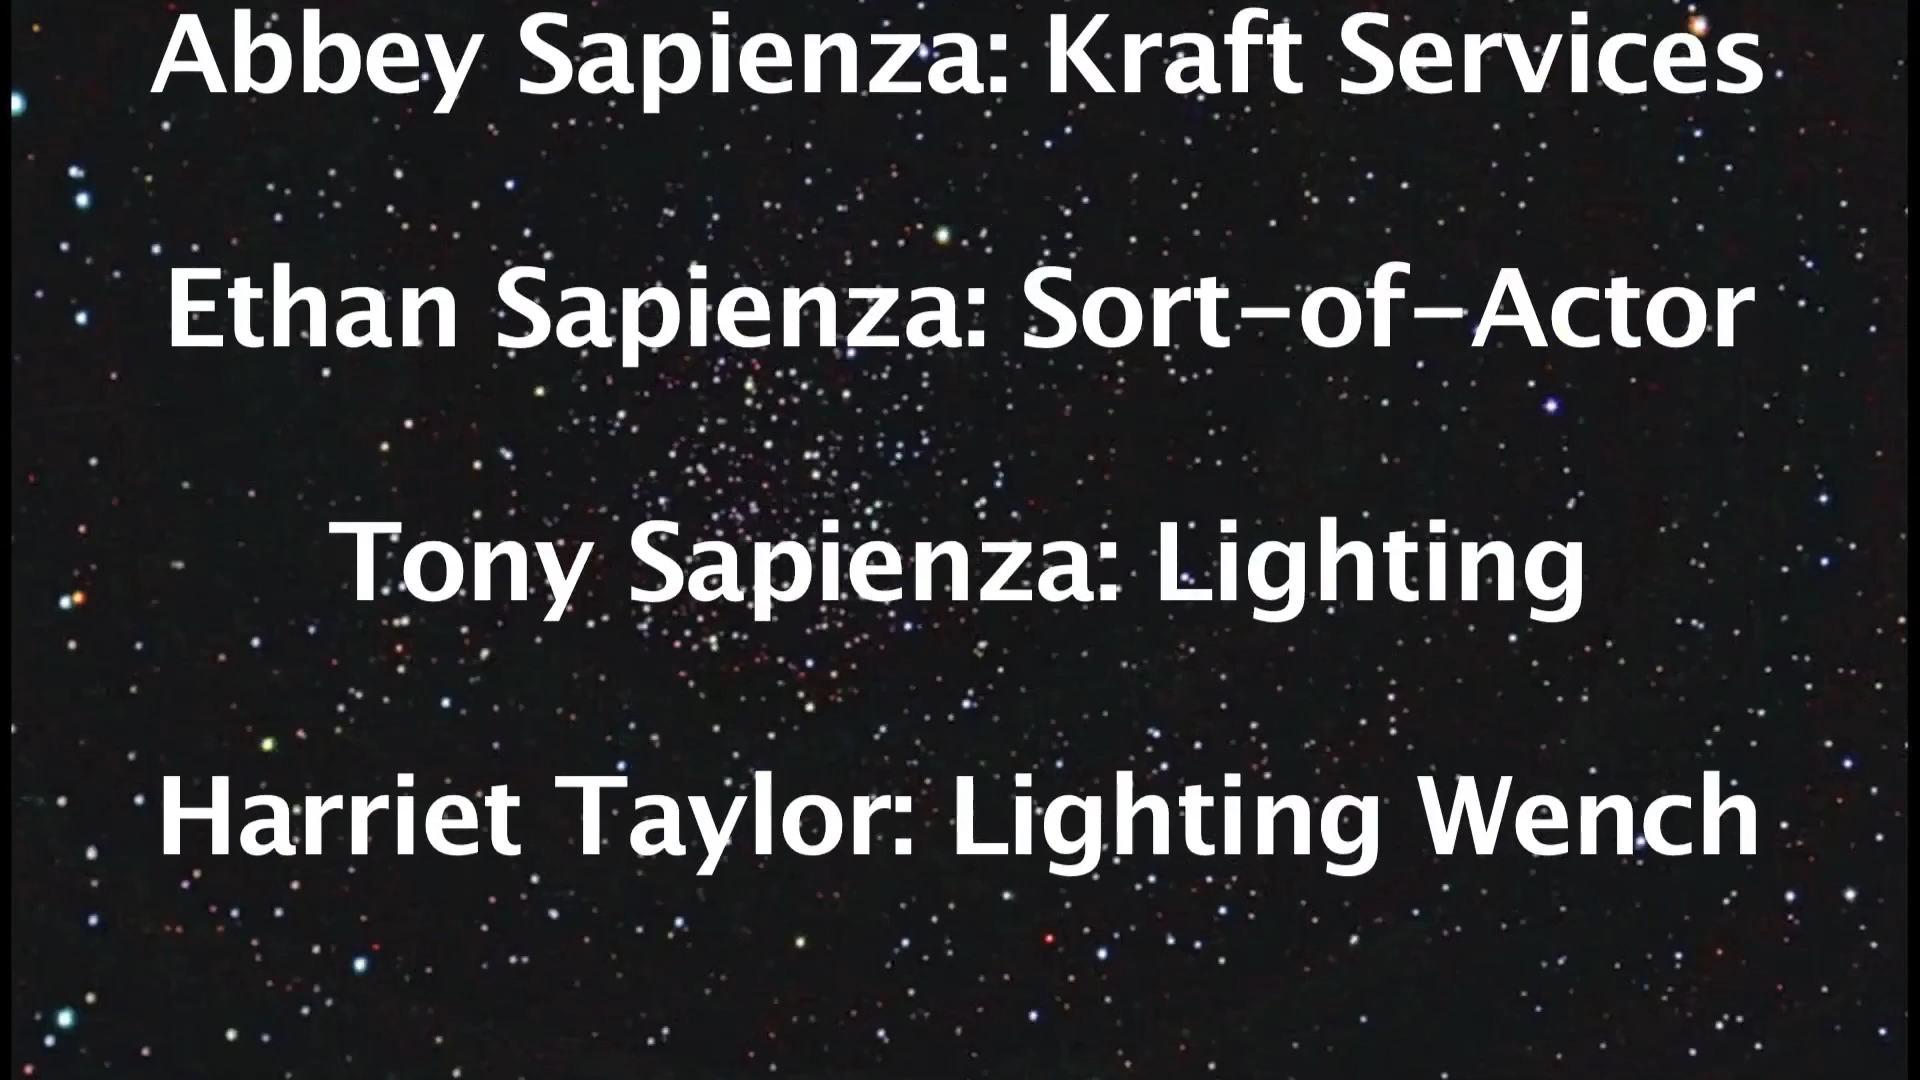 Abbey Sapienza: Kraft Services
Ethan Sapienza: Sort-of-Actor
Tony Sapienza: Lighting
Harriet Taylor: Lighting Wench